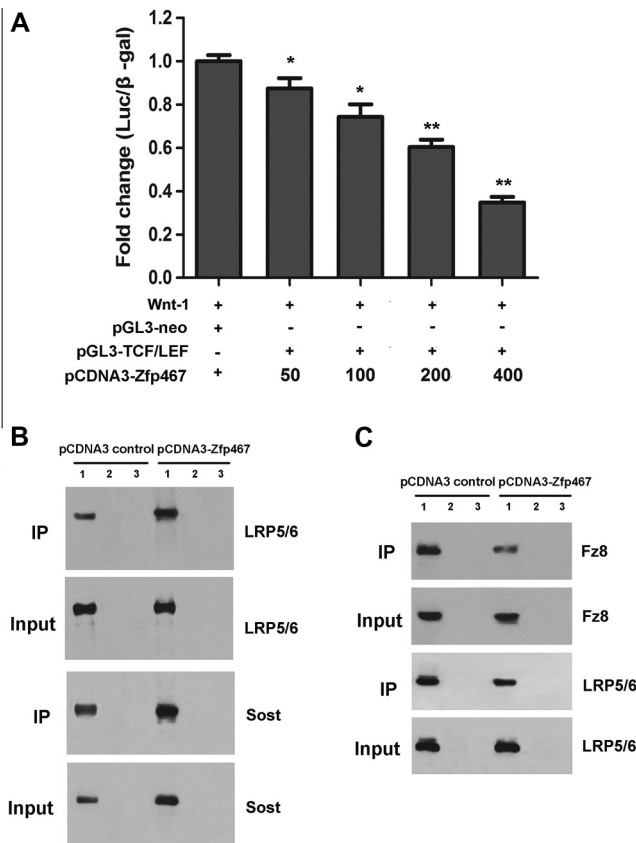 A
Fold change (Luc/β -gal)
1.2
1.0
0.8
0.6
0.4
0.2
0.0
*
*
**
**
Wnt-1 + + + + +
pGL3-neo + - - - -
pGL3-TCF/LEF - + + + +
pCDNA3-Zfp467 + 50 100 200 400
B
pCDNA3 control pCDNA3-Zfp467
1 2 3 1 2 3
IP LRP5/6
Input LRP5/6
IP Sost
Input Sost
C
pCDNA3 control pCDNA3-Zfp467
1 2 3 1 2 3
IP Fz8
Input Fz8
IP LRP5/6
Input LRP5/6